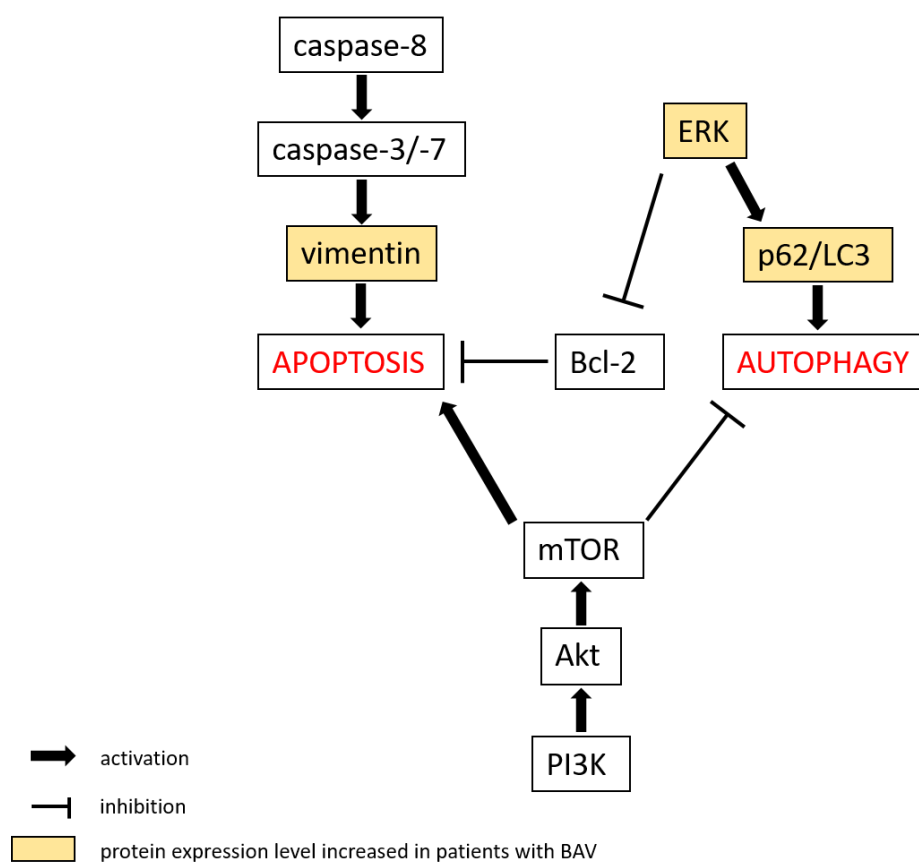 caspase-8
caspase-3/-7
ERK
vimentin
p62/LC3
APOPTOSIS
Bcl-2
AUTOPHAGY
mTOR
Akt
PI3K
activation
inhibition
protein expression level increased in patients with BAV